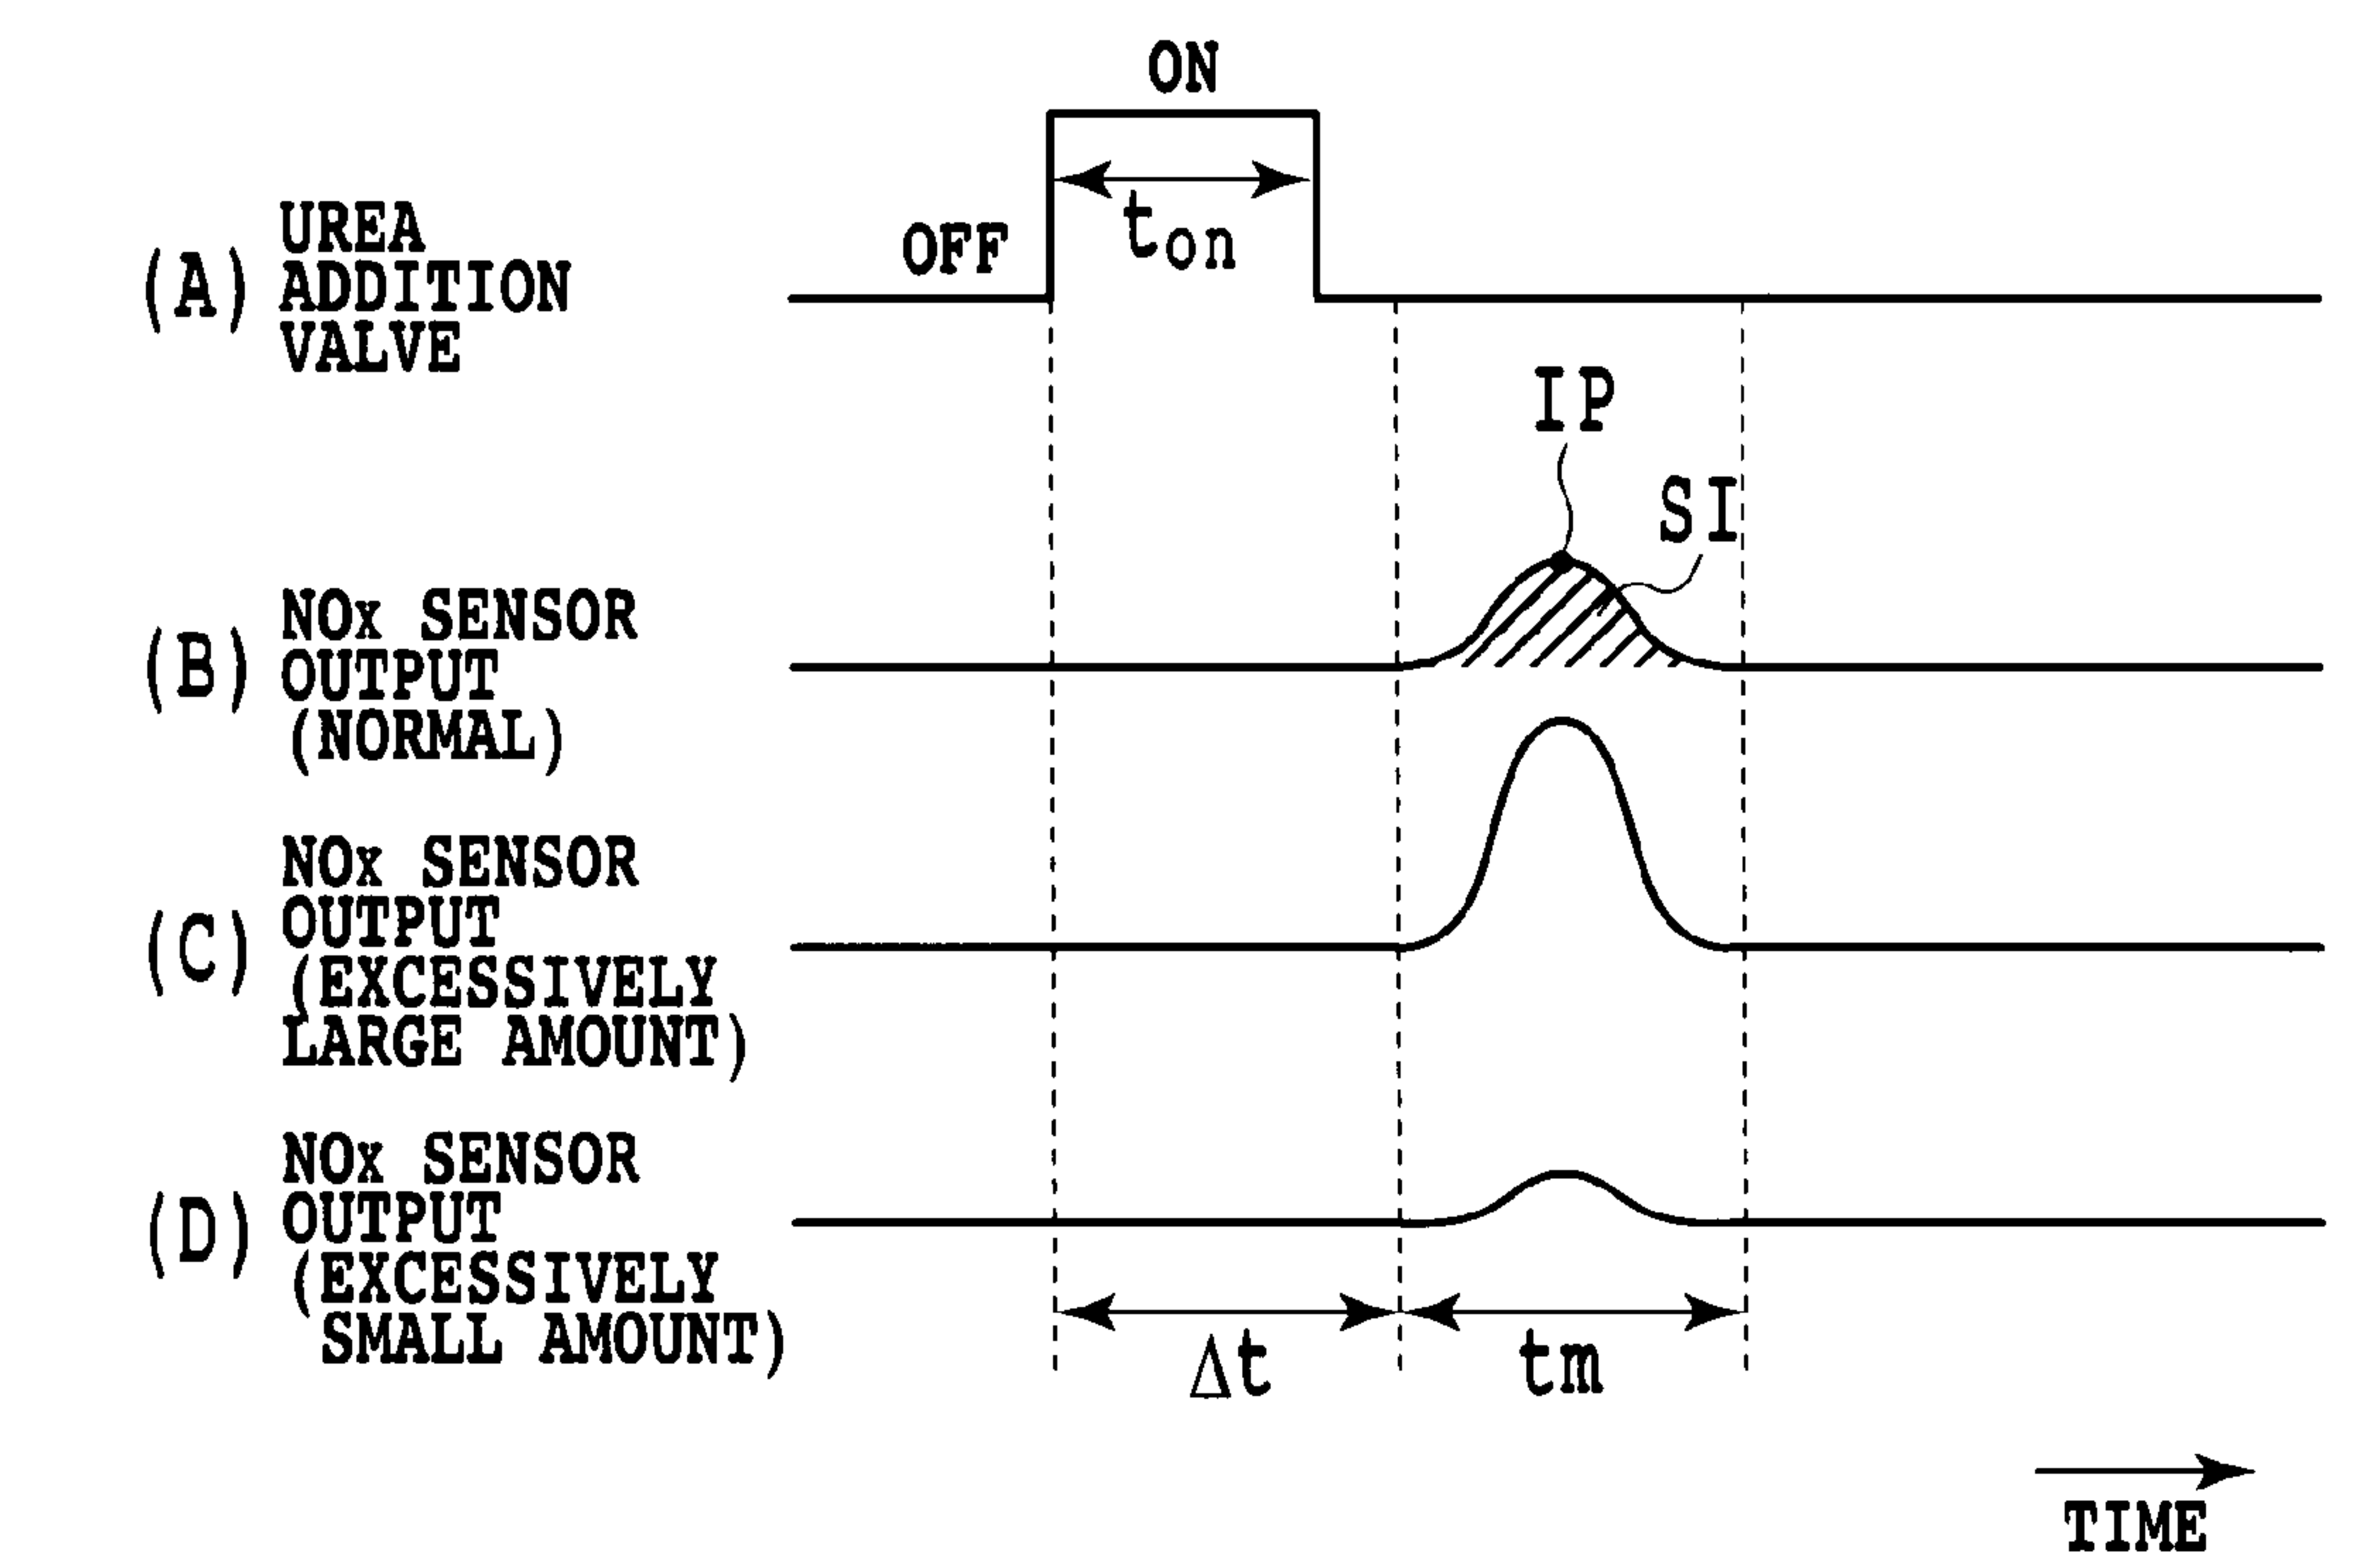 ON
OFF
ton
(A) UREA
ADDITION
VALVE
IP
SI
(B) NOx SENSOR
OUTPUT
(NORMAL)
(C) NOx SENSOR
OUTPUT
(EXCESSIVELY
LARGE AMOUNT)
(D) NOx SENSOR
OUTPUT
(EXCESSIVELY
SMALL AMOUNT)
Δt
tm
TIME